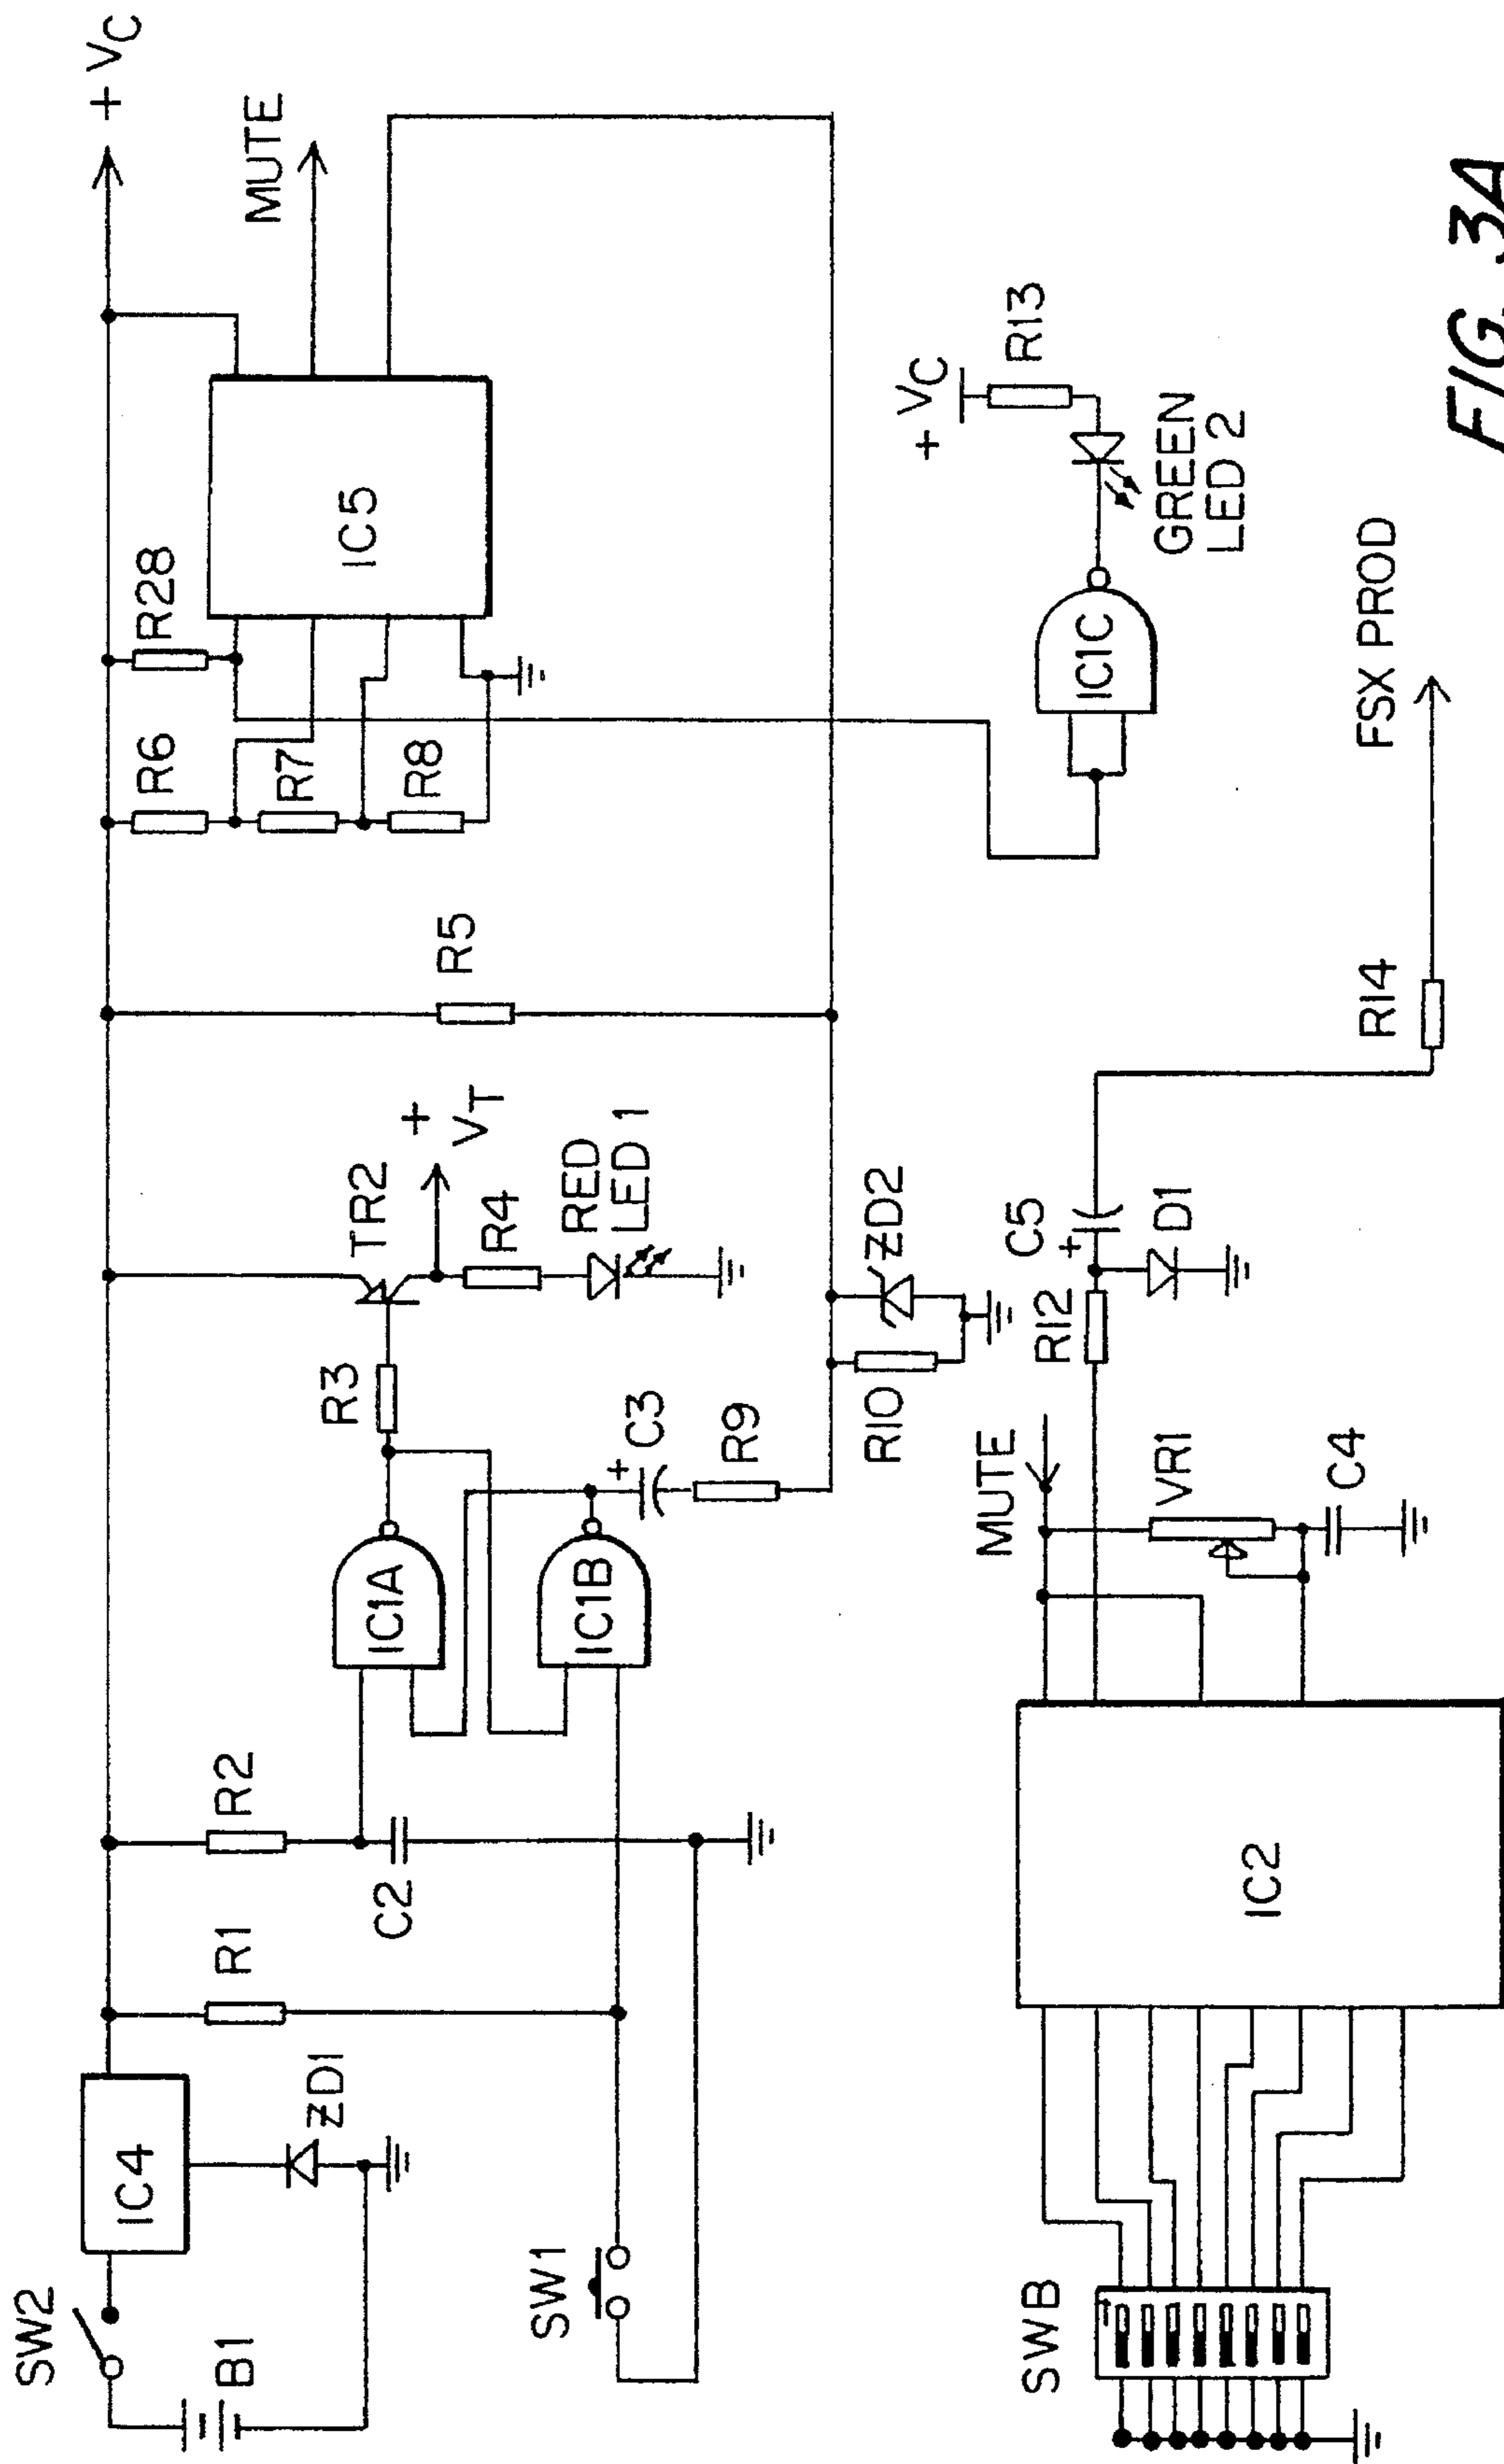 SW2
B1
IC4
ZD1
R1
R2
C2
SW1
IC1A
IC1B
R3
C3
R9
TR2
+
VT
R4
RED
LED 1
R5
R10
ZD2
R6
R7
R8
R28
IC5
+ VC
MUTE
IC1C
+ VC
R13
GREEN
LED 2
SWB
IC2
MUTE
VR1
C4
R12
C5
+
D1
R14
FSX PROD
FIG. 3A